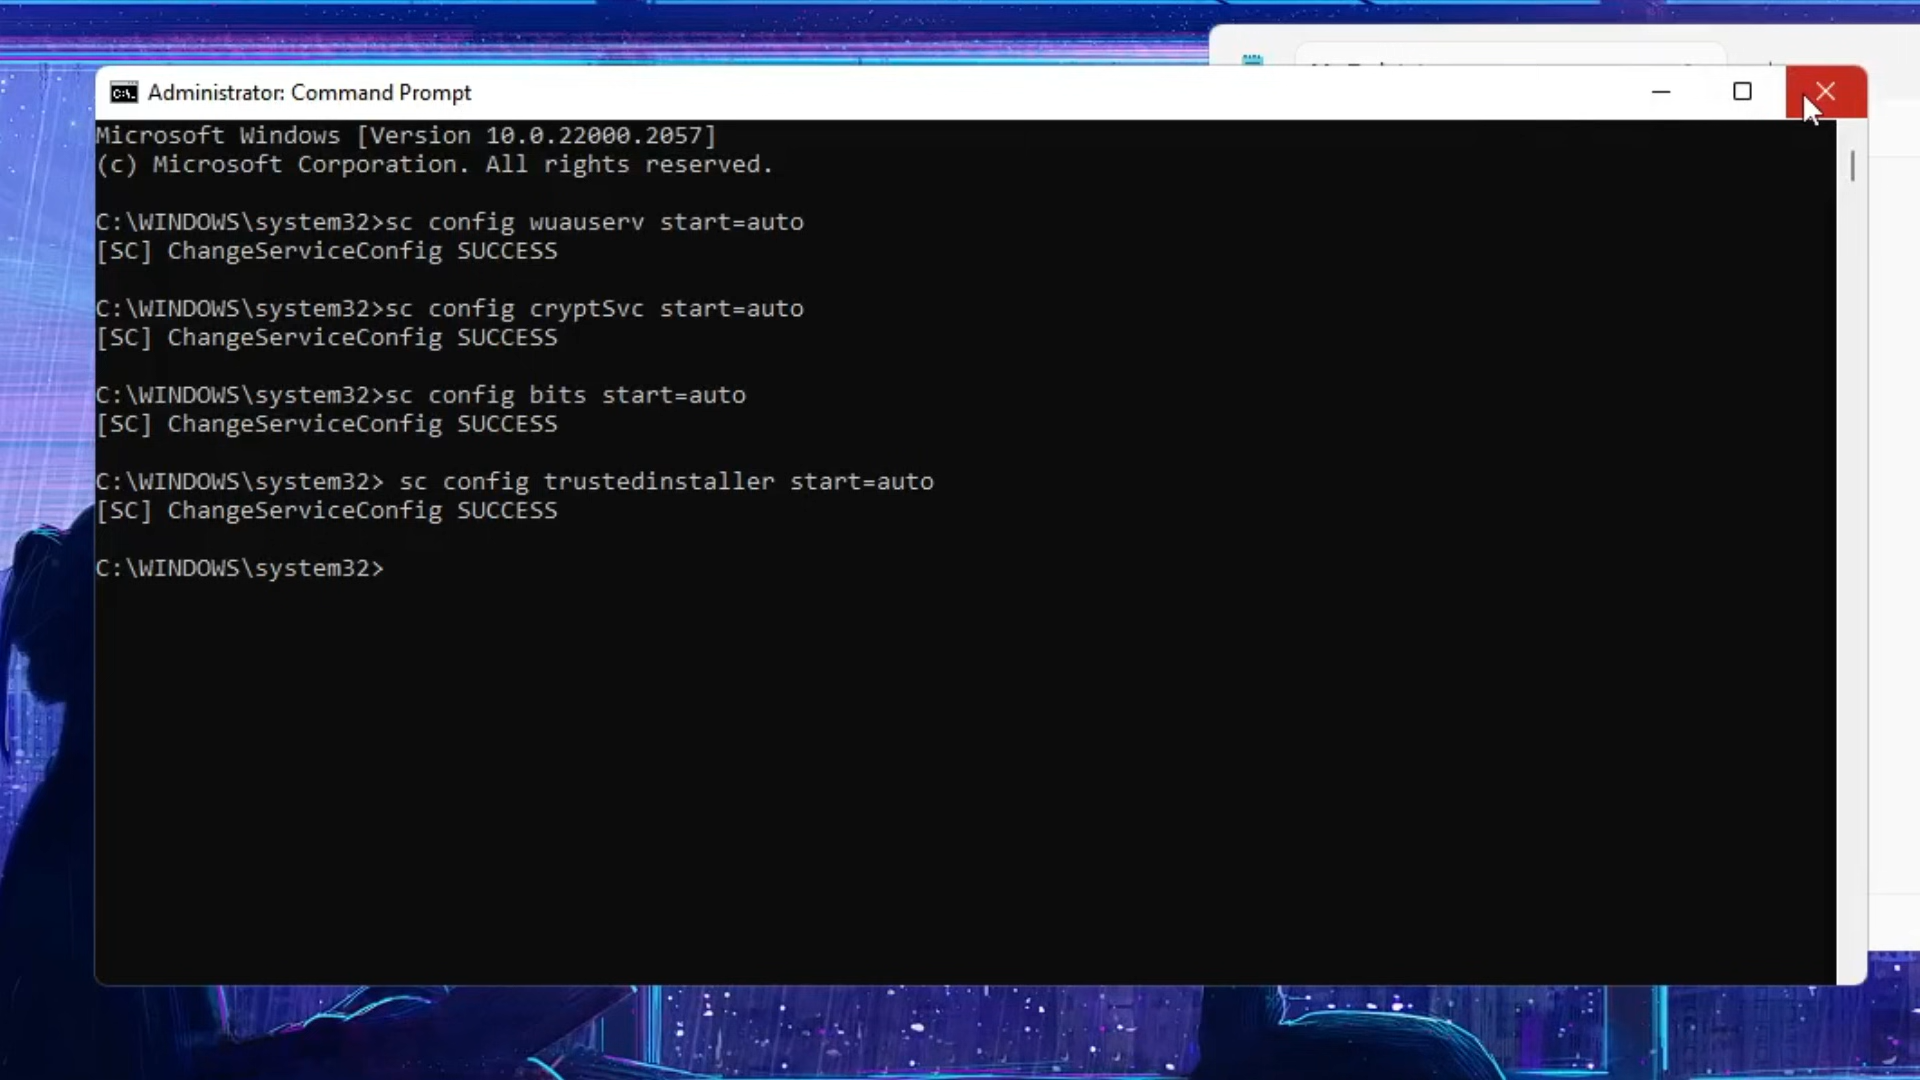 Administrator: Command Prompt
Microsoft Windows [Version 10.0.22000.2057]
(c) Microsoft Corporation. All rights reserved.
C:\WINDOWS\system32>sc config wuauserv start=auto
[SC] ChangeServiceConfig SUCCESS
C:\WINDOWS\system32>sc config cryptSvc start=auto
[SC] ChangeServiceConfig SUCCESS
C:\WINDOWS\system32>sc config bits start=auto
[SC] ChangeServiceConfig SUCCESS
C:\WINDOWS\system32> sc config trustedinstaller start=auto
[SC] ChangeServiceConfig SUCCESS
C:\WINDOWS\system32>